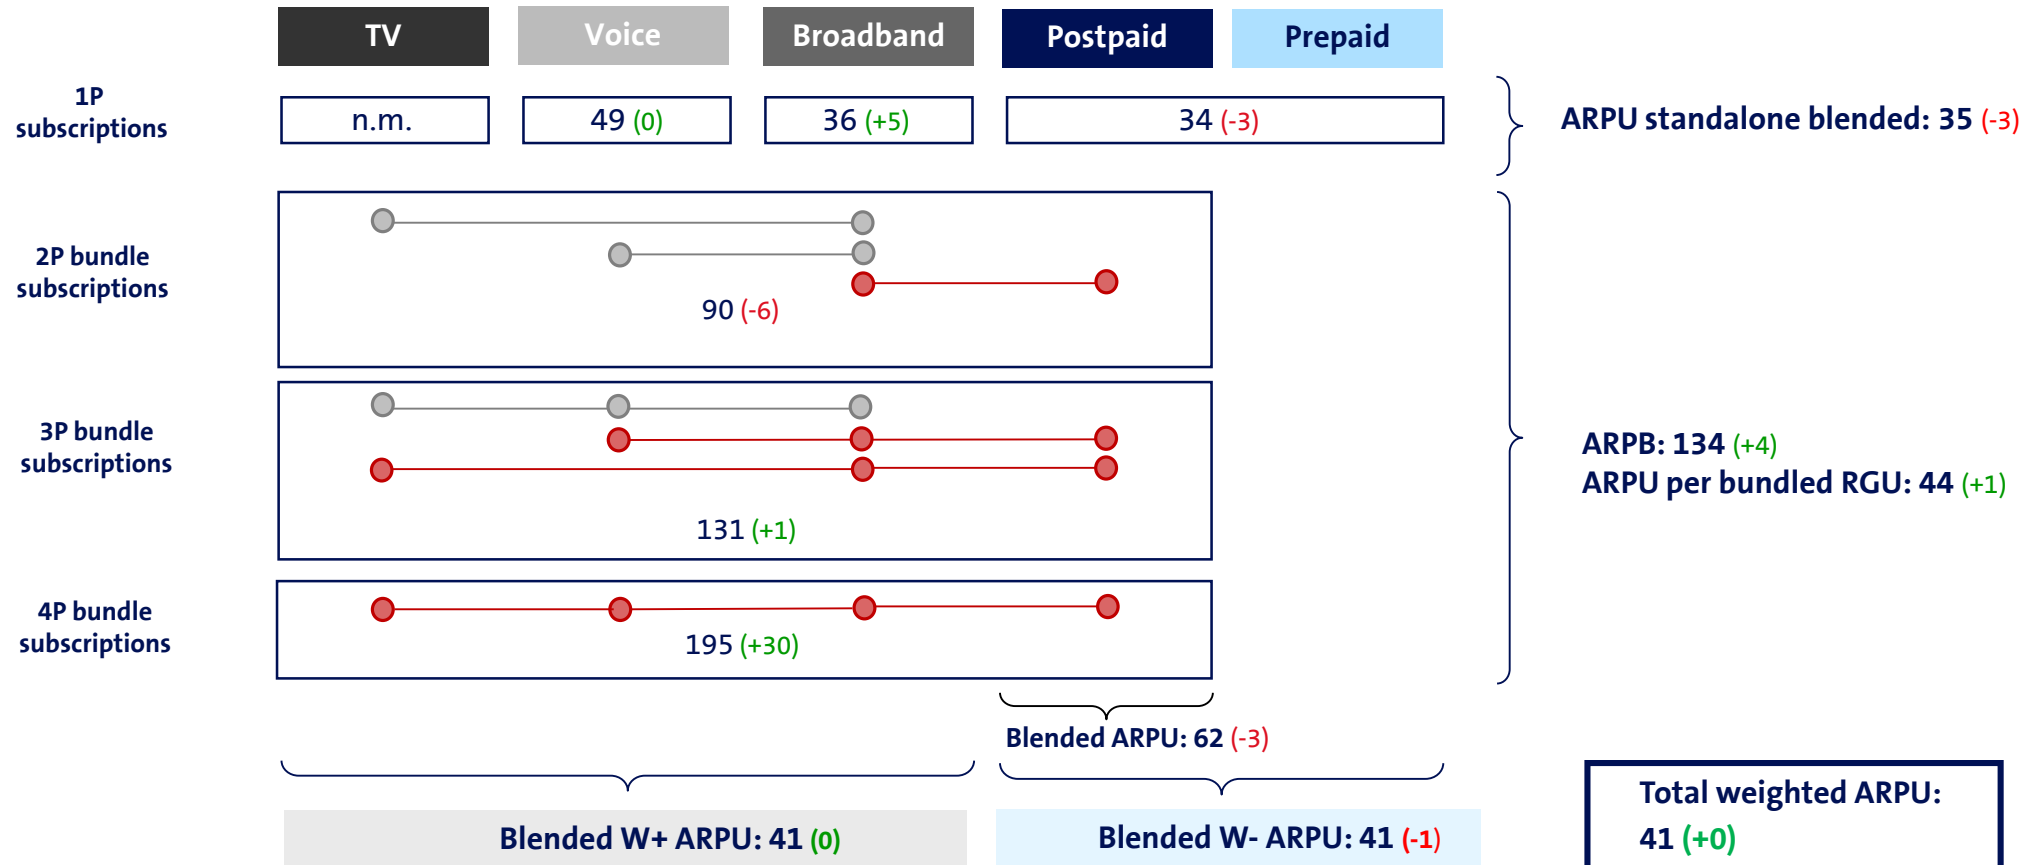 TV
Voice
Broadband
Postpaid
Prepaid
1P
subscriptions
n.m.
49 (0)
36 (+5)
34 (-3)
ARPU standalone blended: 35 (-3)
2P bundle
subscriptions
90 (-6)
3P bundle
subscriptions
131 (+1)
ARPB: 134 (+4)
ARPU per bundled RGU: 44 (+1)
4P bundle
subscriptions
195 (+30)
Blended ARPU: 62 (-3)
Blended W+ ARPU: 41 (0)
Blended W- ARPU: 41 (-1)
Total weighted ARPU:
41 (+0)